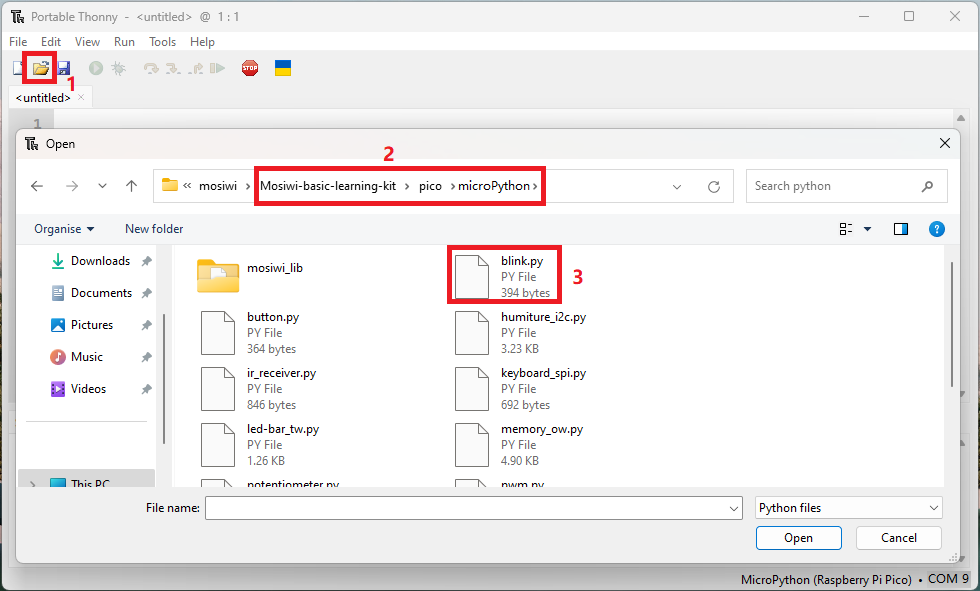 Portable Thonny - <untitled> @ 1 : 1
File Edit View Run Tools Help
STOP
1
<untitled>
1
Open
2
« mosiwi › Mosiwi-basic-learning-kit › pico › microPython ›
Search python
Organise
New folder
?
Downloads
Documents
Pictures
Music
Videos
This PC
mosiwi_lib
blink.py
PY File
394 bytes
3
button.py
PY File
364 bytes
humiture_i2c.py
PY File
3.23 KB
ir_receiver.py
PY File
846 bytes
keyboard_spi.py
PY File
692 bytes
led-bar_tw.py
PY File
1.26 KB
memory_ow.py
PY File
4.90 KB
potentiometer.py
pwm.py
File name:
Python files
Open
Cancel
MicroPython (Raspberry Pi Pico) • COM 9